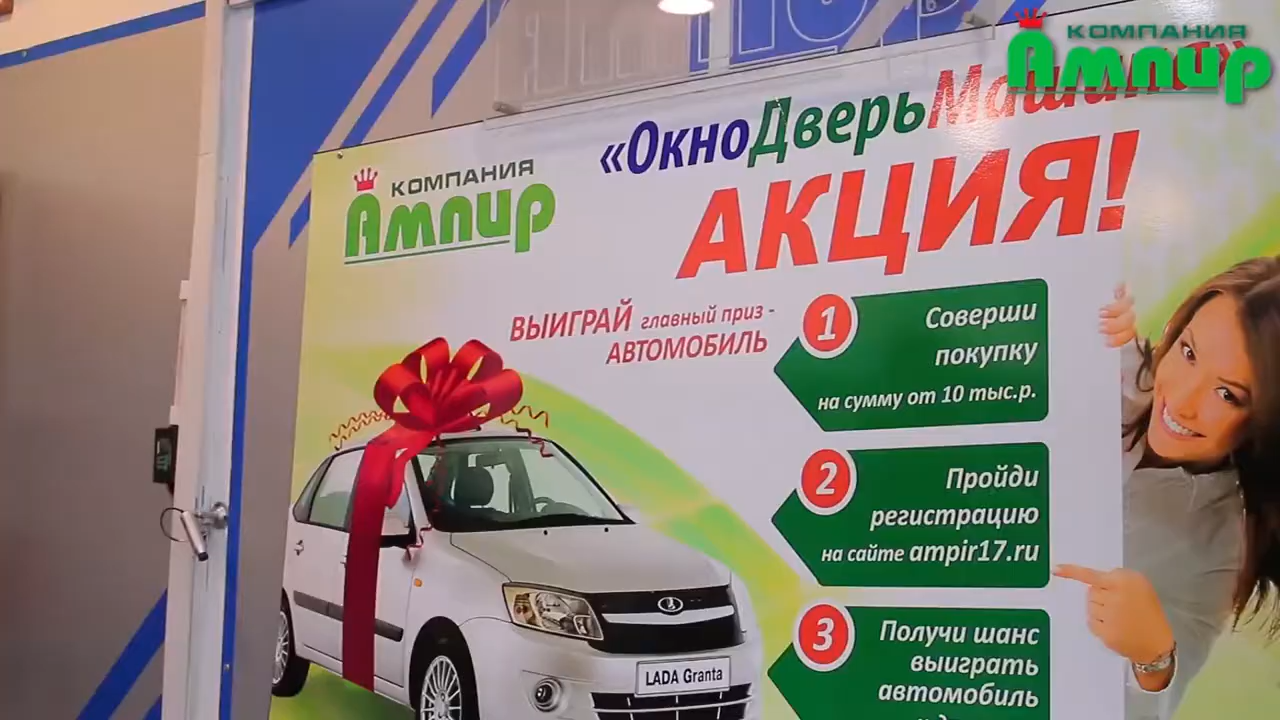 КОМПАНИЯ
Ампир
«ОкноДверьМашина»
АКЦИЯ!
КОМПАНИЯ
Ампир
ВЫИГРАЙ главный приз -
АВТОМОБИЛЬ
1
Соверши
покупку
на сумму от 10 тыс.р.
2
Пройди
регистрацию
на сайте ampir17.ru
3
Получи шанс
выиграть
автомобиль
LADA Granta